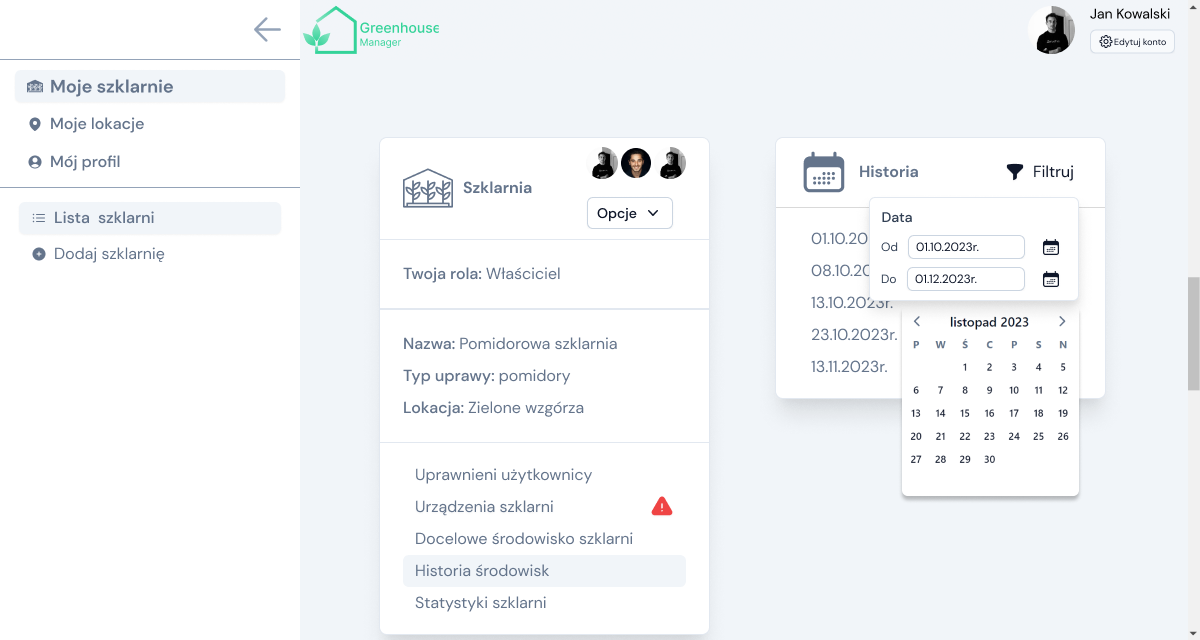 Greenhouse
Manager
Jan Kowalski
Edytuj konto
Moje szklarnie
Moje lokacje
Mój profil
Lista szklarni
Dodaj szklarnię
Szklarnia
Opcje
Twoja rola: Właściciel
Nazwa: Pomidorowa szklarnia
Typ uprawy: pomidory
Lokacja: Zielone wzgórza
Uprawnieni użytkownicy
Urządzenia szklarni
Docelowe środowisko szklarni
Historia środowisk
Statystyki szklarni
Historia
Filtruj
01.10.20
08.10.20
13.10.2023r.
23.10.2023r.
13.11.2023r.
Data
Od 01.10.2023r.
Do 01.12.2023r.
listopad 2023
P W Ś C P S N
1 2 3 4 5
6 7 8 9 10 11 12
13 14 15 16 17 18 19
20 21 22 23 24 25 26
27 28 29 30